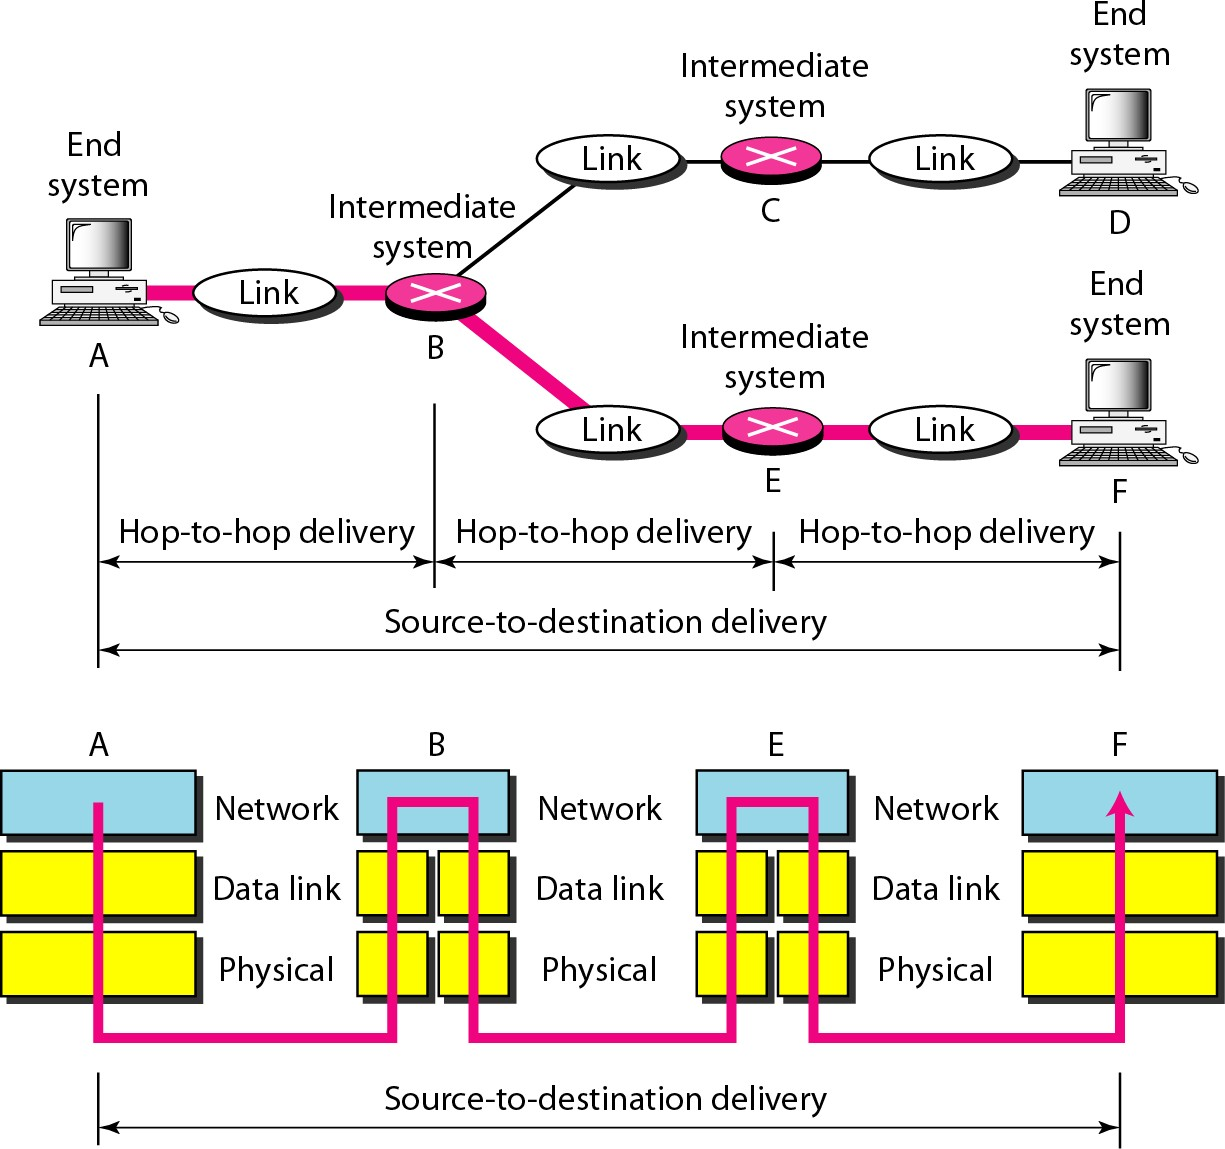 End
system
Intermediate
system
Link
Link
C
D
End
system
Intermediate
system
Link
A
B
End
system
Intermediate
system
Link
Link
E
F
Hop-to-hop delivery
Hop-to-hop delivery
Hop-to-hop delivery
Source-to-destination delivery
A
B
E
F
Network
Network
Network
Data link
Data link
Data link
Physical
Physical
Physical
Source-to-destination delivery